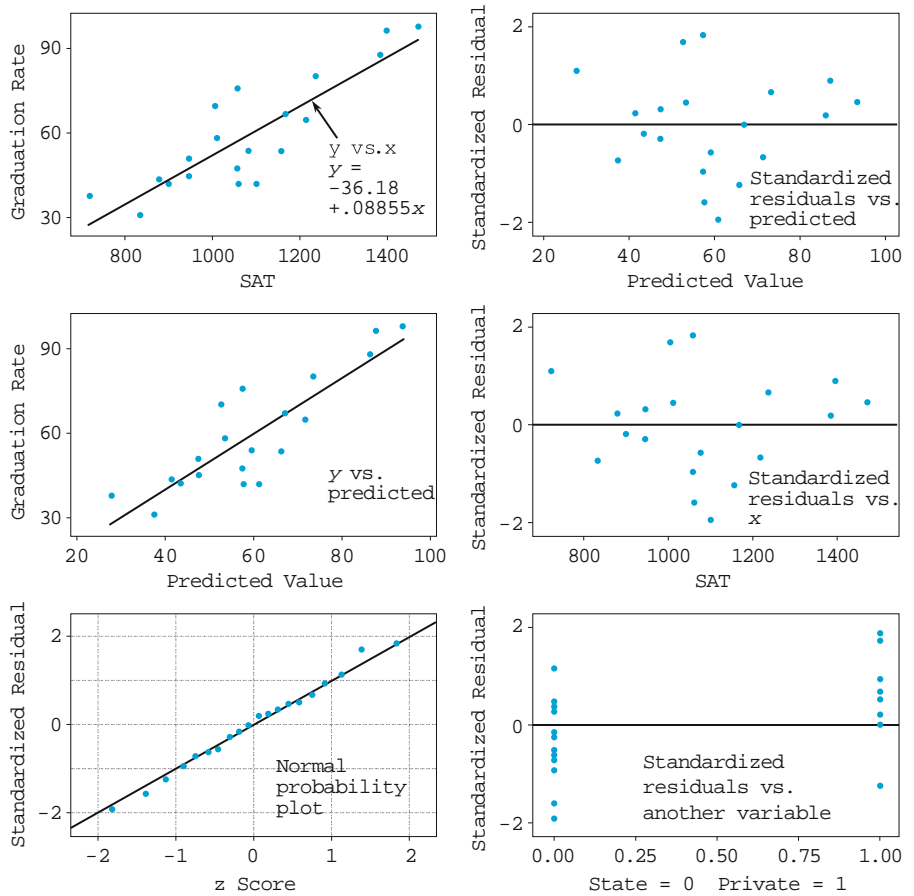 Graduation Rate
90
60
30
y vs.x
y =
-36.18
+.08855x
800 1000 1200 1400
SAT
Standardized Residual
2
0
-2
Standardized
residuals vs.
predicted
20 40 60 80 100
Predicted Value
Graduation Rate
90
60
30
y vs.
predicted
20 40 60 80 100
Predicted Value
Standardized Residual
2
0
-2
Standardized
residuals vs.
x
800 1000 1200 1400
SAT
Standardized Residual
2
0
-2
Normal
probability
plot
-2 -1 0 1 2
z Score
Standardized Residual
2
0
-2
Standardized
residuals vs.
another variable
0.00 0.25 0.50 0.75 1.00
State = 0 Private = 1